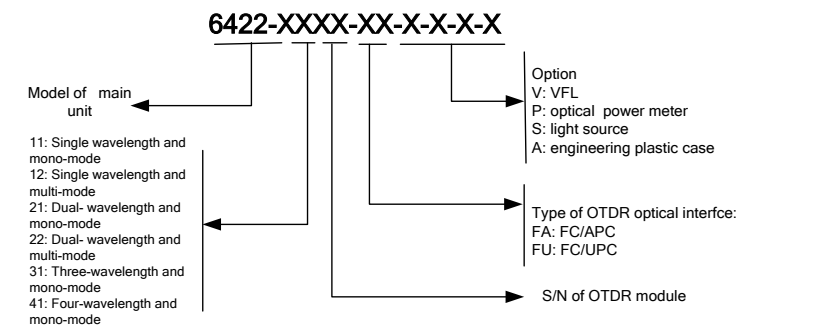 6422-XXXX-XX-X-X-X-X
Model of main
unit
11: Single wavelength and
mono-mode
12: Single wavelength and
multi-mode
21: Dual- wavelength and
mono-mode
22: Dual- wavelength and
multi-mode
31: Three-wavelength and
mono-mode
41: Four-wavelength and
mono-mode
Option
V: VFL
P: optical power meter
S: light source
A: engineering plastic case
Type of OTDR optical interfce:
FA: FC/APC
FU: FC/UPC
S/N of OTDR module